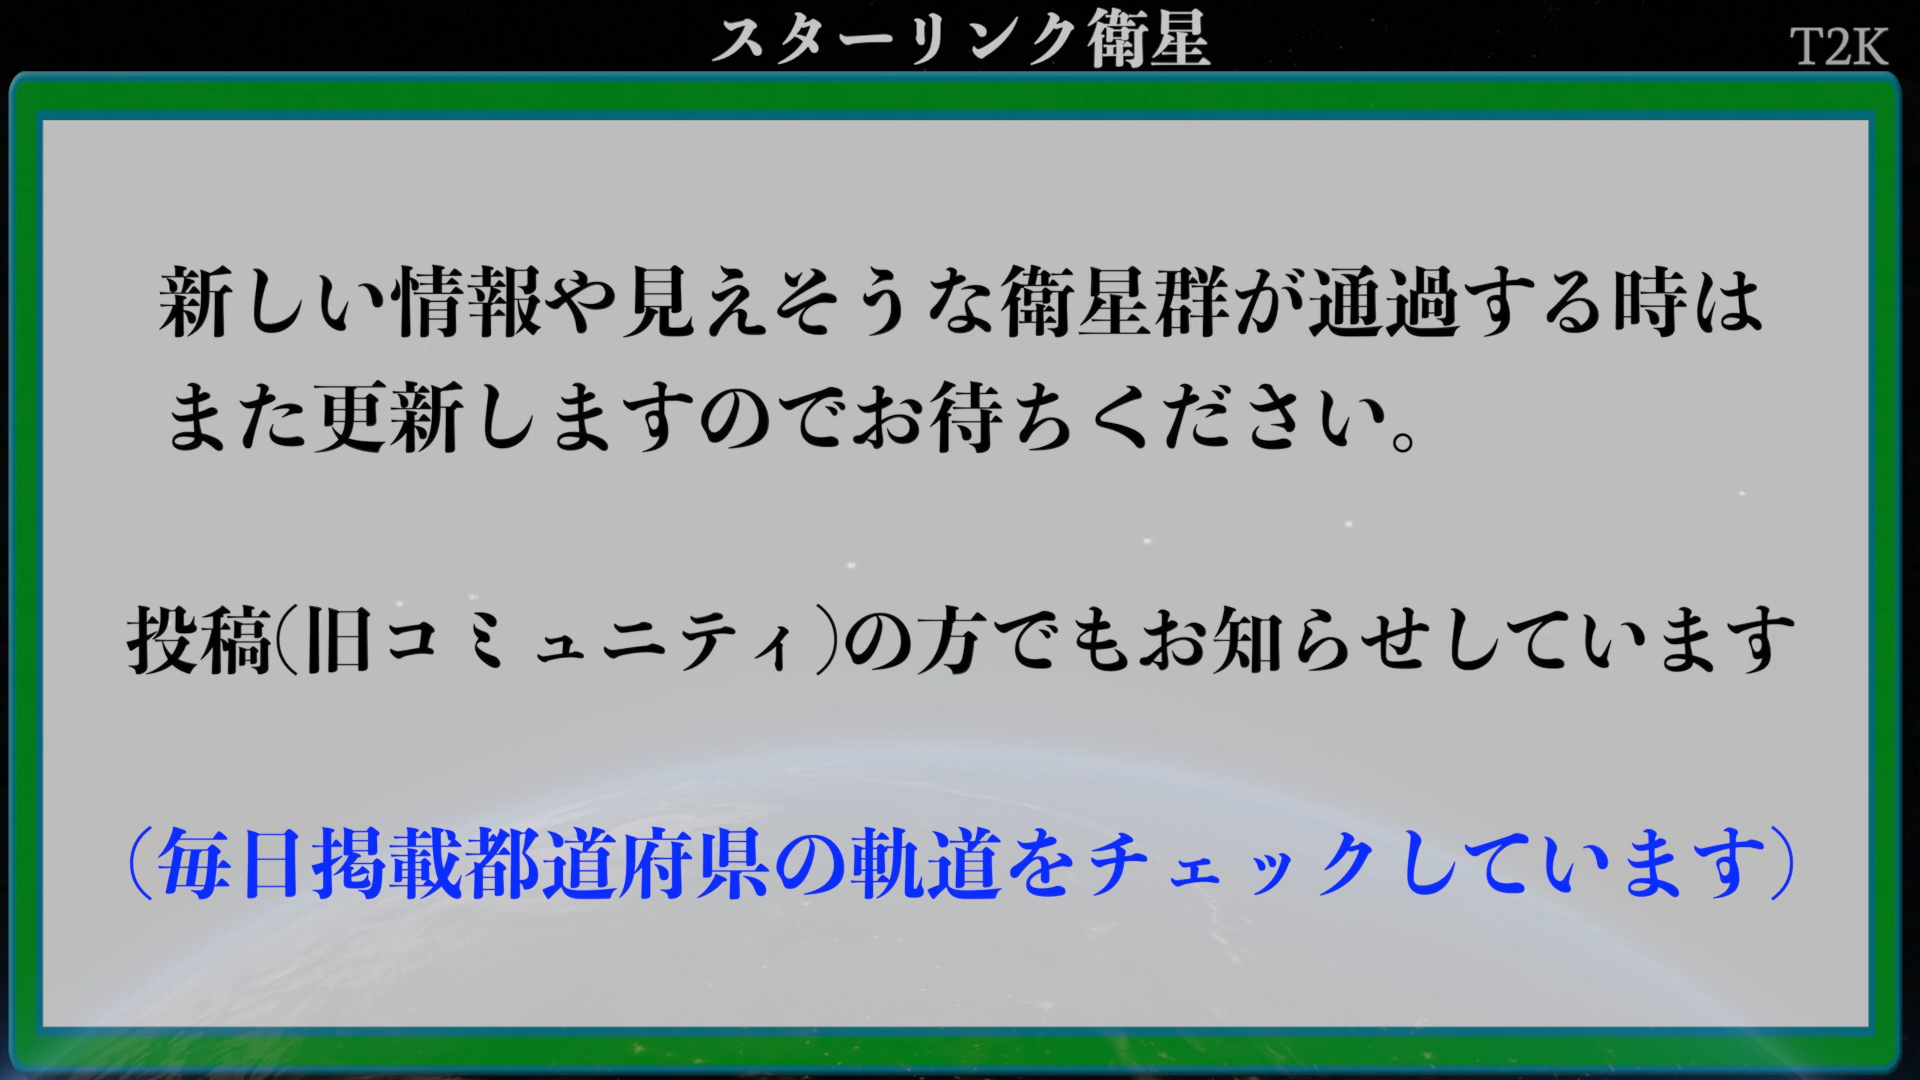 スターリンク衛星
T2K
新しい情報や見えそうな衛星群が通過する時は
また更新しますのでお待ちください。
投稿(旧コミュニティ)の方でもお知らせしています
(毎日掲載都道府県の軌道をチェックしています)